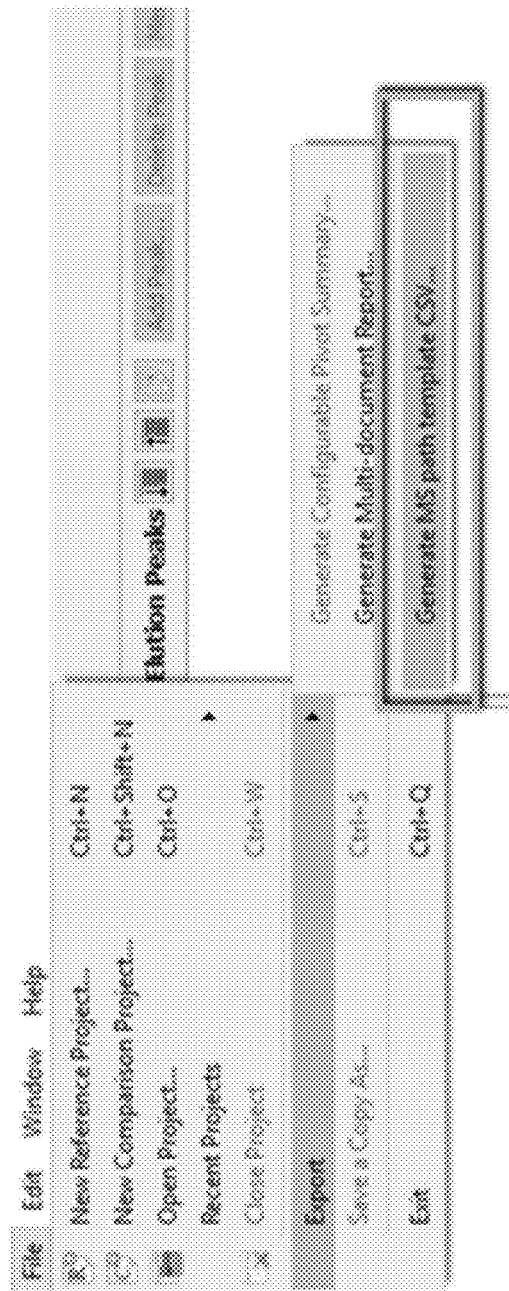 File Edit Window Help
New Reference Project... Ctrl+N
New Comparison Project... Ctrl+Shift+N
Open Project... Ctrl+O
Recent Projects
Close Project Ctrl+W
Export
Save a Copy As... Ctrl+S
Exit Ctrl+Q
Elution Peaks
Generate Configurable Pivot Summary...
Generate Multi-document Report...
Generate MS path template CSV...